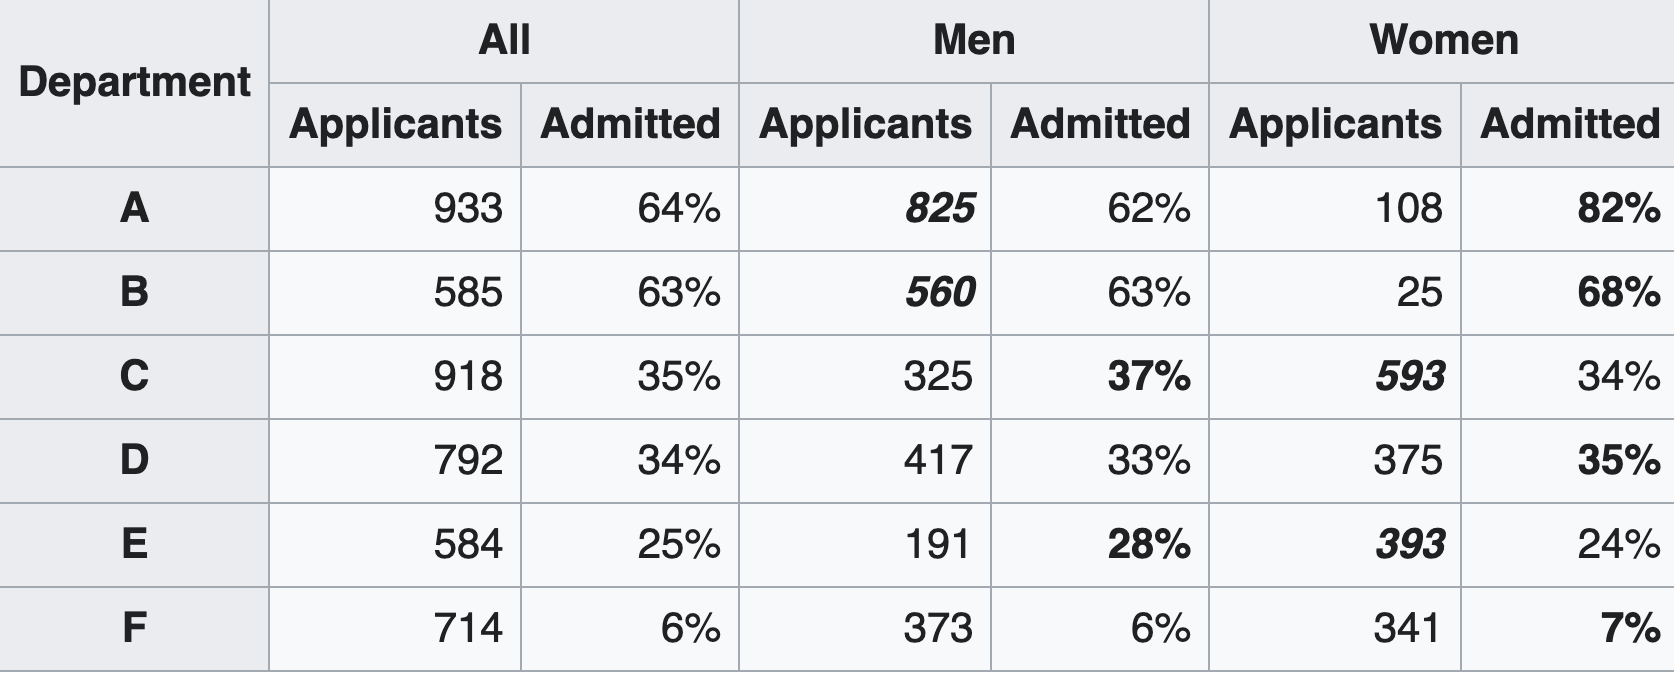 Department All Men Women
Applicants Admitted Applicants Admitted Applicants Admitted
A 933 64% 825 62% 108 82%
B 585 63% 560 63% 25 68%
C 918 35% 325 37% 593 34%
D 792 34% 417 33% 375 35%
E 584 25% 191 28% 393 24%
F 714 6% 373 6% 341 7%